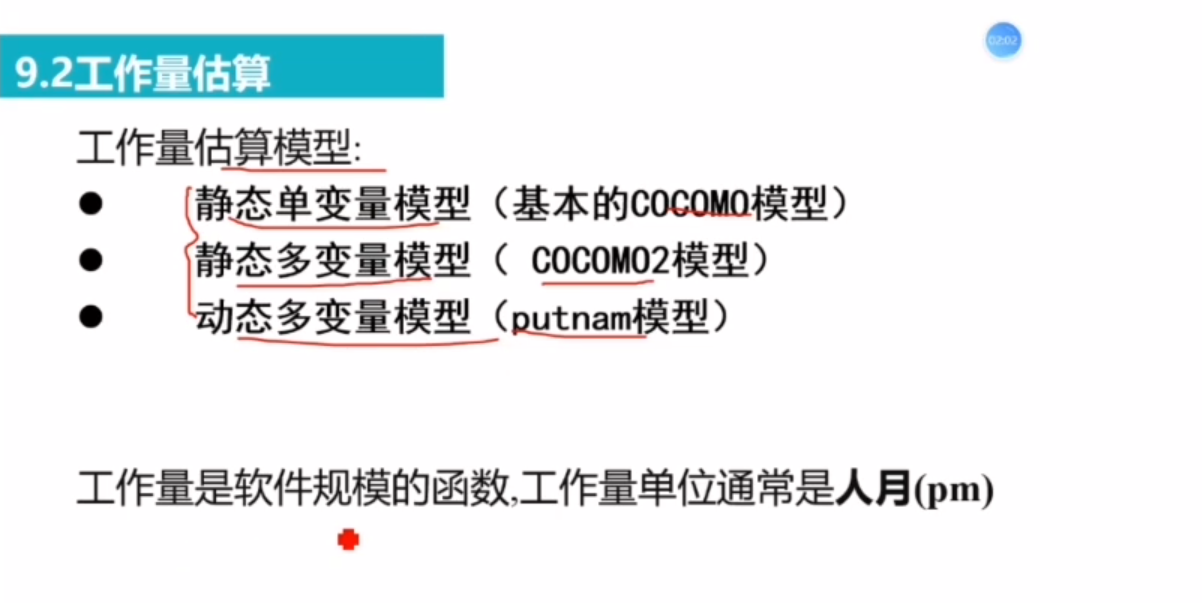 02:02
9.2工作量估算
工作量估算模型:
● 静态单变量模型（基本的COCOMO模型）
● 静态多变量模型（ COCOMO2模型）
● 动态多变量模型（putnam模型）
工作量是软件规模的函数,工作量单位通常是人月(pm)